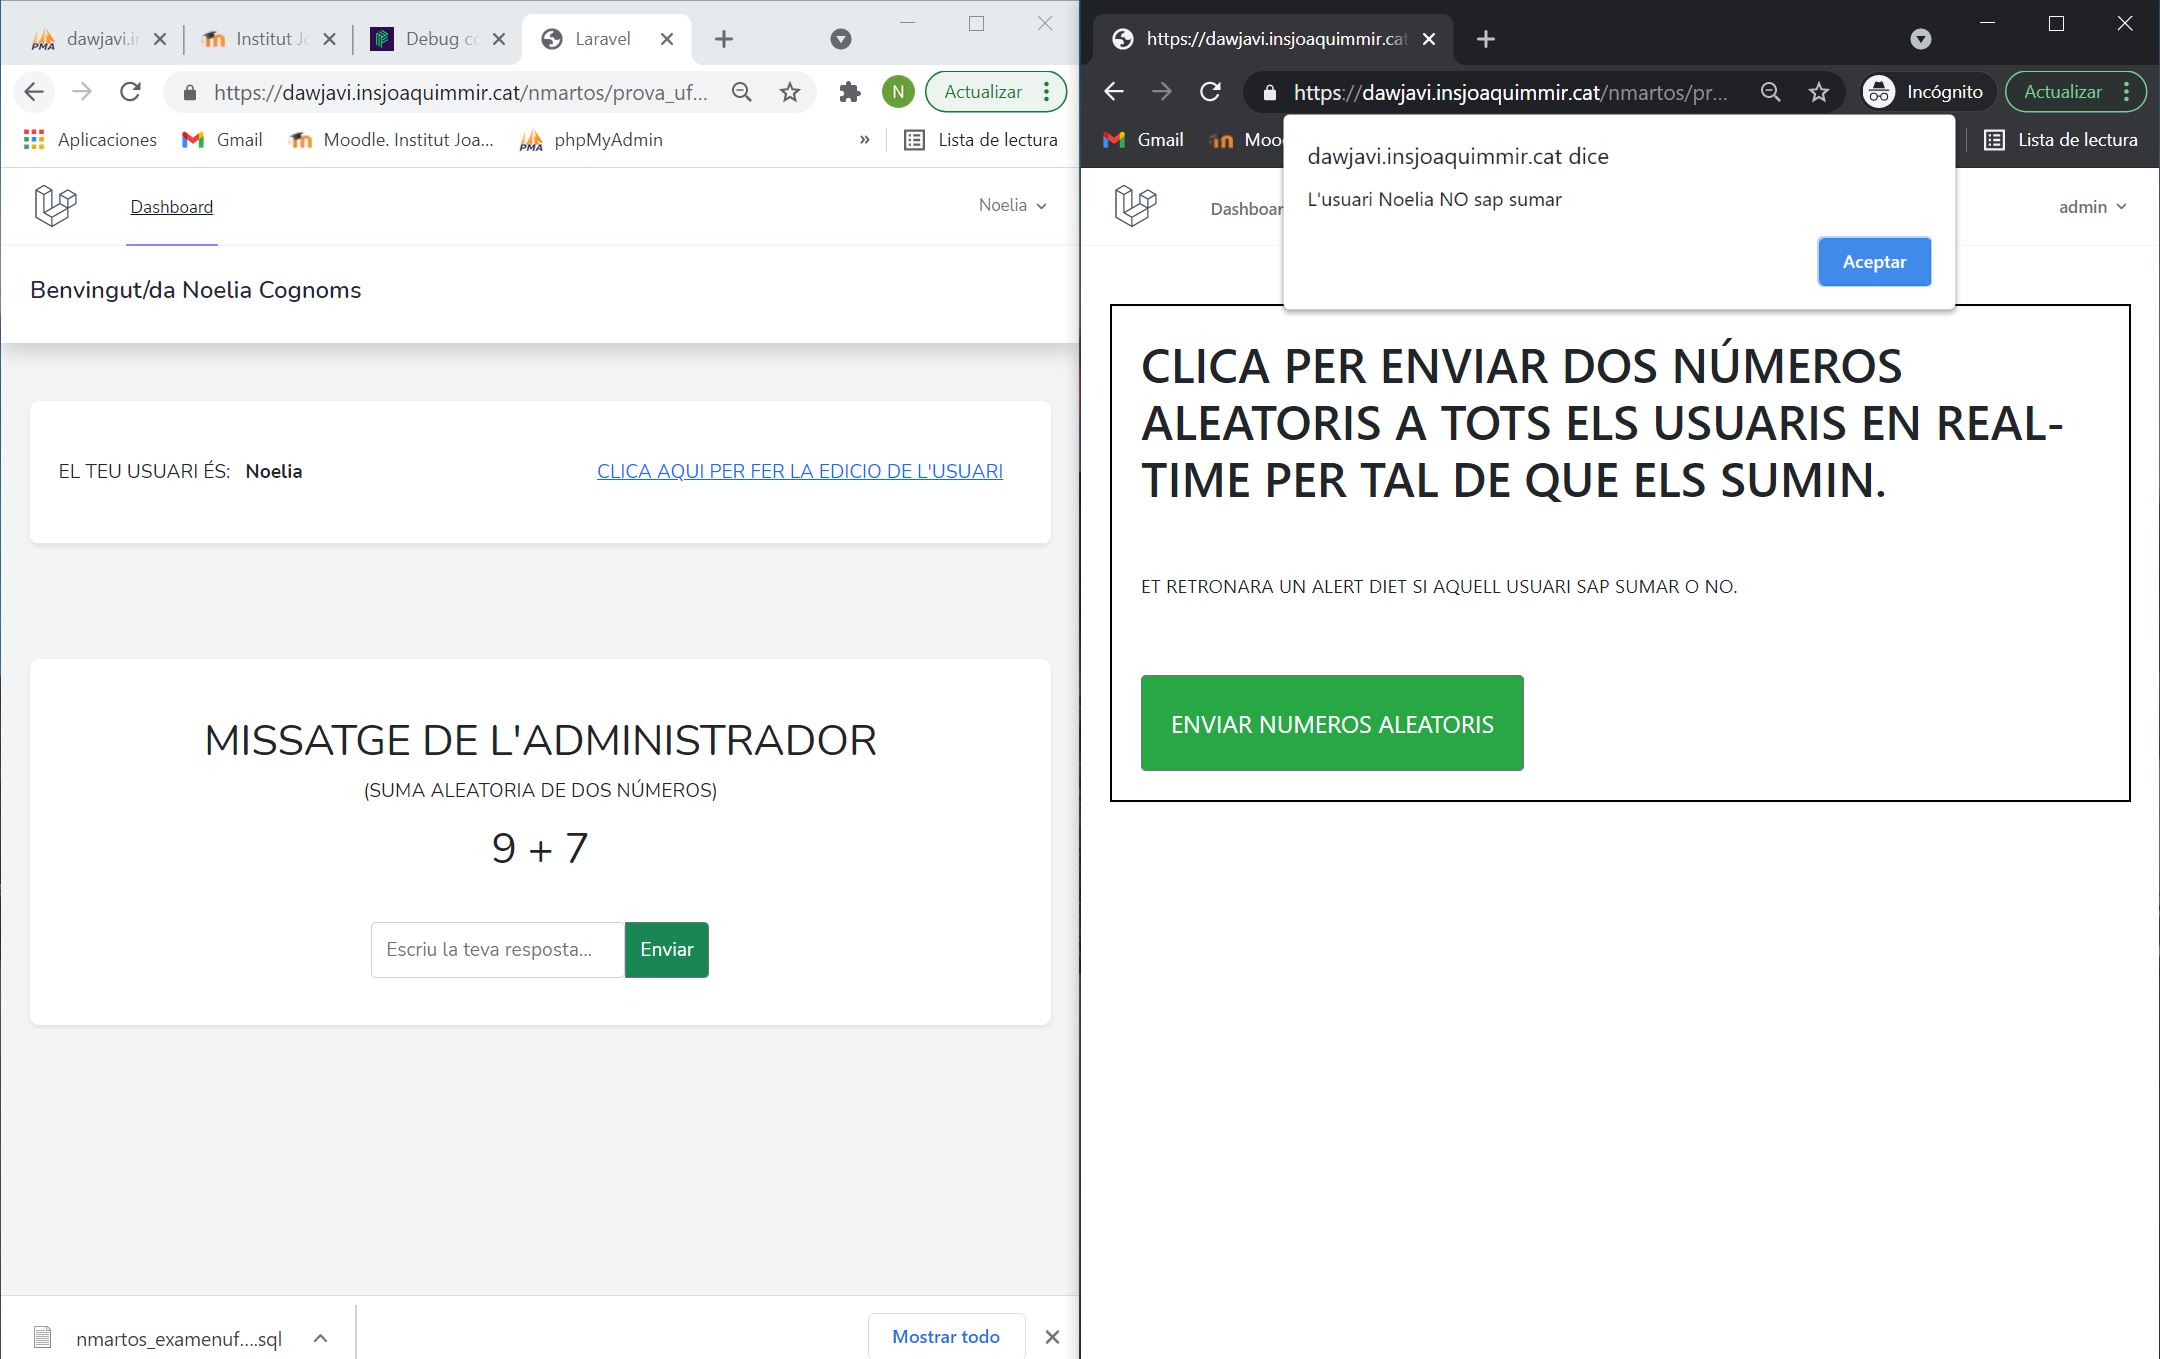 dawjavi.in
Institut Jo
Debug co
Laravel
https://dawjavi.insjoaquimmir.cat/nmartos/prova_uf...
N
Actualizar
Aplicaciones
Gmail
Moodle. Institut Joa...
PMA
phpMyAdmin
»
Lista de lectura
Dashboard
Noelia
Benvingut/da Noelia Cognoms
EL TEU USUARI ÉS: Noelia
CLICA AQUI PER FER LA EDICIO DE L'USUARI
MISSATGE DE L'ADMINISTRADOR
(SUMA ALEATORIA DE DOS NÚMEROS)
9 + 7
Escriu la teva resposta...
Enviar
nmartos_examenuf....sql
Mostrar todo
https://dawjavi.insjoaquimmir.cat
https://dawjavi.insjoaquimmir.cat/nmartos/pr...
Incógnito
Actualizar
Gmail
Moo
Lista de lectura
dawjavi.insjoaquimmir.cat dice
L'usuari Noelia NO sap sumar
Aceptar
Dashboar
admin
CLICA PER ENVIAR DOS NÚMEROS
ALEATORIS A TOTS ELS USUARIS EN REAL-
TIME PER TAL DE QUE ELS SUMIN.
ET RETRONARA UN ALERT DIET SI AQUELL USUARI SAP SUMAR O NO.
ENVIAR NUMEROS ALEATORIS